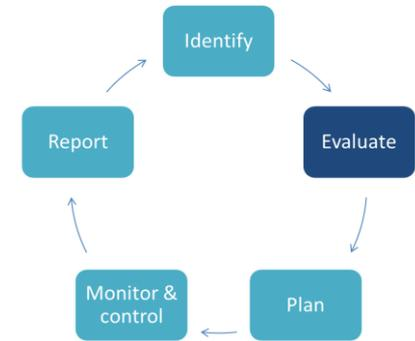 Identify
Evaluate
Plan
Monitor &
control
Report